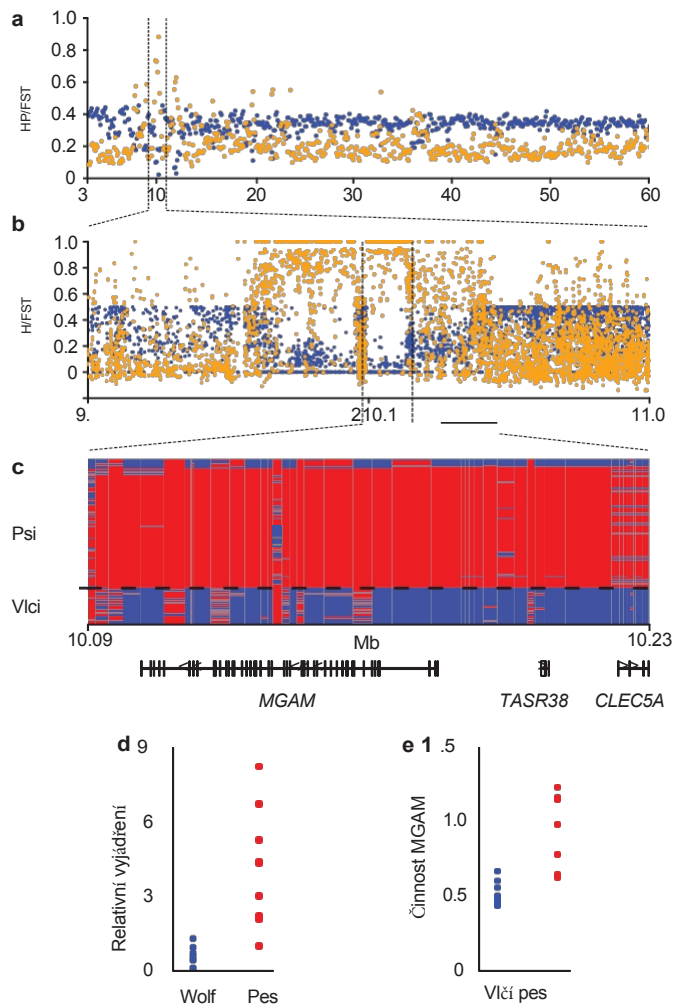 a
HP/FST
1.0
0.8
0.6
0.4
0.2
0
3 10 20 30 40 50 60
b
H/FST
1.0
0.8
0.6
0.4
0.2
0
9. 210.1 11.0
c
Psi
Vlci
10.09 Mb 10.23
MGAM TASR38 CLEC5A
d
Relativní vyjádření
9
6
3
0
Wolf Pes
e 1 .5
Činnost MGAM
1.0
0.5
0
Vlčí pes